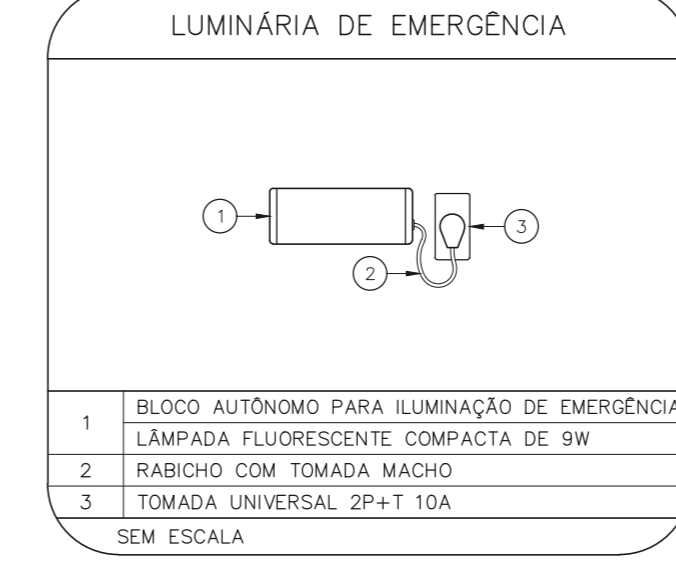 LUMINÁRIA DE EMERGÊNCIA
1
3
2
1
BLOCO AUTÔNOMO PARA ILUMINAÇÃO DE EMERGÊNCIA
LÂMPADA FLUORESCENTE COMPACTA DE 9W
2 RABICHO COM TOMADA MACHO
3 TOMADA UNIVERSAL 2P+T 10A
SEM ESCALA